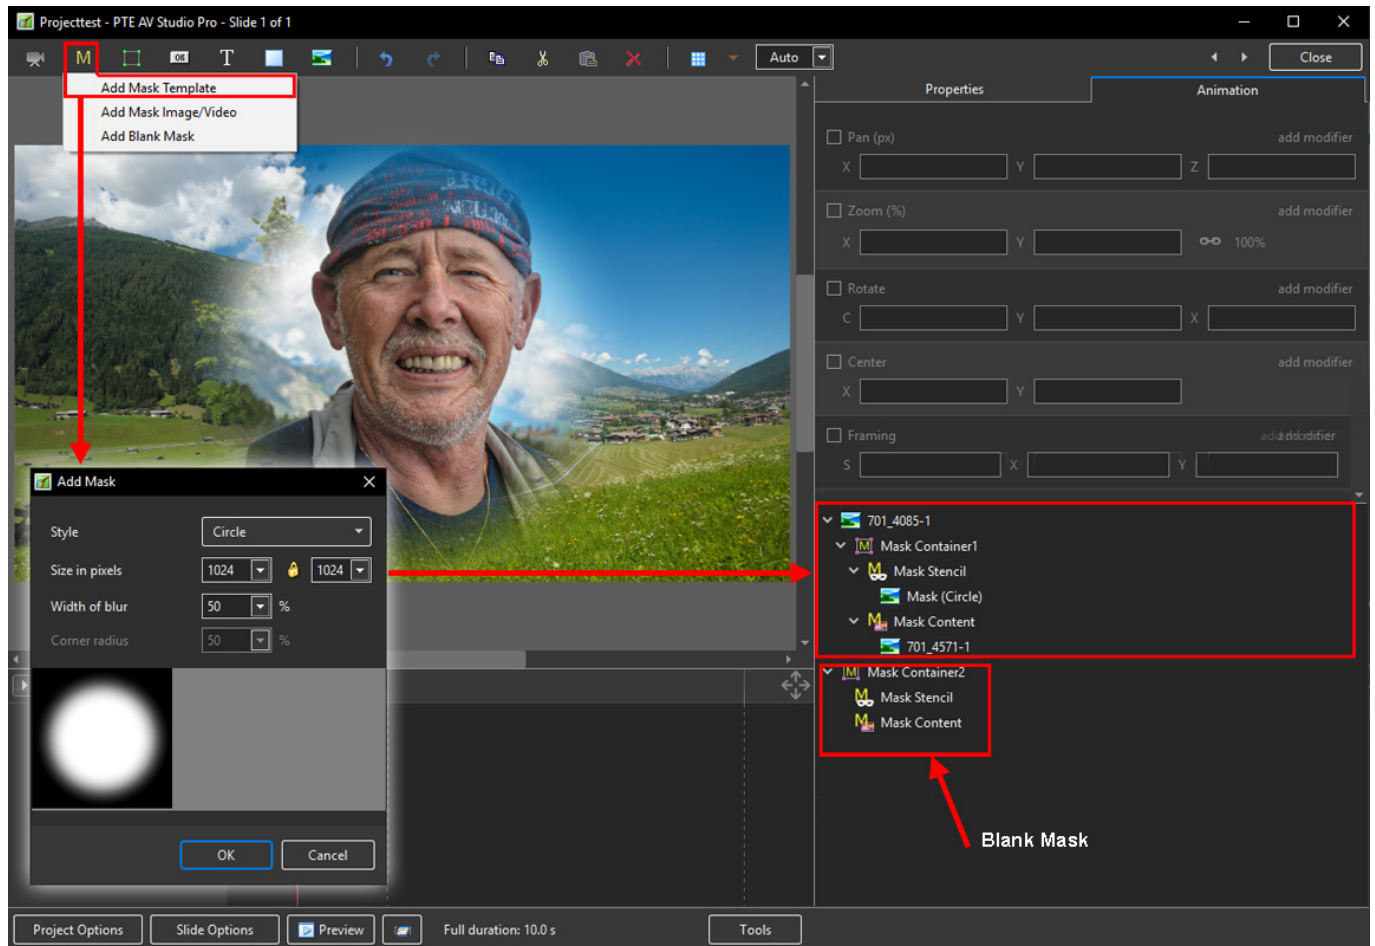 Projecttest - PTE AV Studio Pro - Slide 1 of 1
M OK T Auto Close
Add Mask Template
Add Mask Image/Video
Add Blank Mask
Properties Animation
Pan (px) add modifier
X Y Z
Zoom (%) add modifier
X Y 100%
Rotate add modifier
C Y X
Center add modifier
X Y
Framing
S X Y
Add Mask
Style Circle
Size in pixels 1024 1024
Width of blur 50 %
Corner radius 50 %
OK Cancel
701_4085-1
Mask Container1
Mask Stencil
Mask (Circle)
Mask Content
701_4571-1
Mask Container2
Mask Stencil
Mask Content
Blank Mask
Project Options Slide Options Preview Full duration: 10.0 s Tools